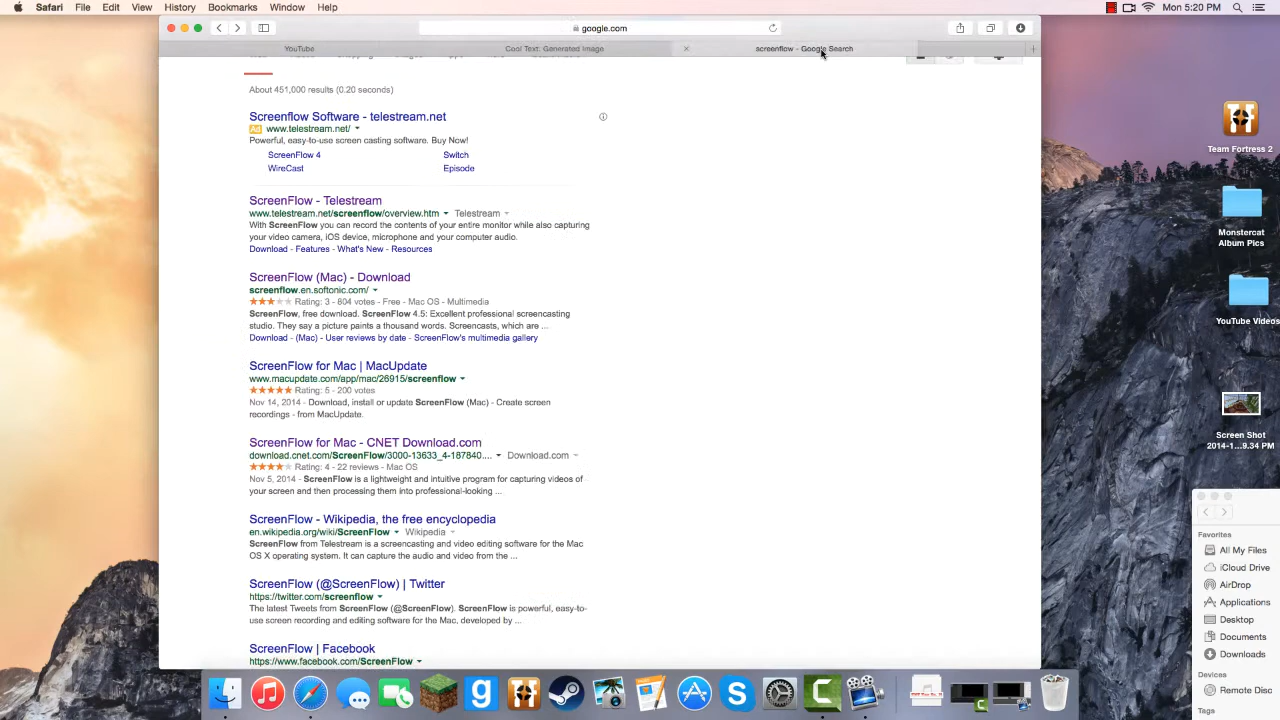 Safari File Edit View History Bookmarks Window Help
Mon 5:20 PM
google.com
YouTube
Cool Text: Generated Image
screenflow - Google Search
About 451,000 results (0.20 seconds)
Screenflow Software - telestream.net
Ad www.telestream.net/
Powerful, easy-to-use screen casting software. Buy Now!
ScreenFlow 4 Switch
WireCast Episode
ScreenFlow - Telestream
www.telestream.net/screenflow/overview.htm Telestream
With ScreenFlow you can record the contents of your entire monitor while also capturing
your video camera, iOS device, microphone and your computer audio.
Download - Features - What's New - Resources
ScreenFlow (Mac) - Download
screenflow.en.softonic.com/
Rating: 3 - 804 votes - Free - Mac OS - Multimedia
ScreenFlow, free download. ScreenFlow 4.5: Excellent professional screencasting
studio. They say a picture paints a thousand words. Screencasts, which are ...
Download - (Mac) - User reviews by date - ScreenFlow's multimedia gallery
ScreenFlow for Mac | MacUpdate
www.macupdate.com/app/mac/26915/screenflow
Rating: 5 - 200 votes
Nov 14, 2014 - Download, install or update ScreenFlow (Mac) - Create screen
recordings - from MacUpdate.
ScreenFlow for Mac - CNET Download.com
download.cnet.com/ScreenFlow/3000-13633_4-187840.... Download.com
Rating: 4 - 22 reviews - Mac OS
Nov 5, 2014 - ScreenFlow is a lightweight and intuitive program for capturing videos of
your screen and then processing them into professional-looking ...
ScreenFlow - Wikipedia, the free encyclopedia
en.wikipedia.org/wiki/ScreenFlow Wikipedia
ScreenFlow from Telestream is a screencasting and video editing software for the Mac
OS X operating system. It can capture the audio and video from the ...
ScreenFlow (@ScreenFlow) | Twitter
https://twitter.com/screenflow
The latest Tweets from ScreenFlow (@ScreenFlow). ScreenFlow is powerful, easy-to-
use screen recording and editing software for the Mac, developed by ...
ScreenFlow | Facebook
https://www.facebook.com/ScreenFlow
Team Fortress 2
Monstercat
Album Pics
YouTube Videos
Screen Shot
2014-1...9.34 PM
Favorites
All My Files
iCloud Drive
AirDrop
Applications
Desktop
Documents
Downloads
Devices
Remote Disc
Tags